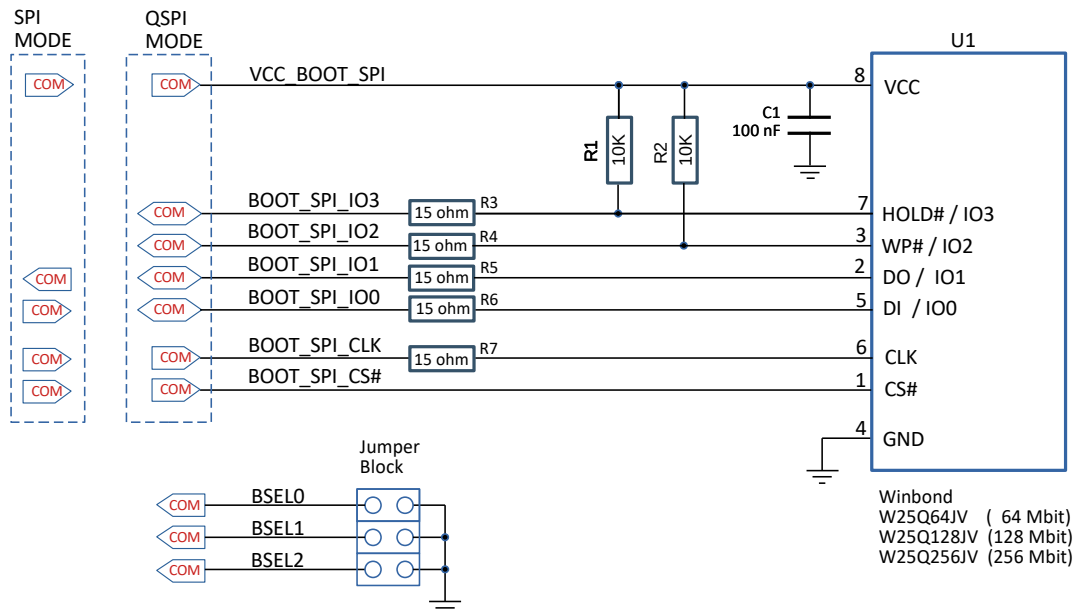 SPI
MODE
QSPI
MODE
U1
COM COM VCC_BOOT_SPI 8 VCC
C1
100 nF
R1 10K R2 10K
COM BOOT_SPI_IO3 15 ohm R3 7 HOLD# / IO3
COM BOOT_SPI_IO2 15 ohm R4 3 WP# / IO2
COM COM BOOT_SPI_IO1 15 ohm R5 2 DO / IO1
COM COM BOOT_SPI_IO0 15 ohm R6 5 DI / IO0
COM COM BOOT_SPI_CLK 15 ohm R7 6 CLK
COM COM BOOT_SPI_CS# 1 CS#
4 GND
Jumper
Block
COM BSEL0
COM BSEL1
COM BSEL2
Winbond
W25Q64JV ( 64 Mbit)
W25Q128JV (128 Mbit)
W25Q256JV (256 Mbit)